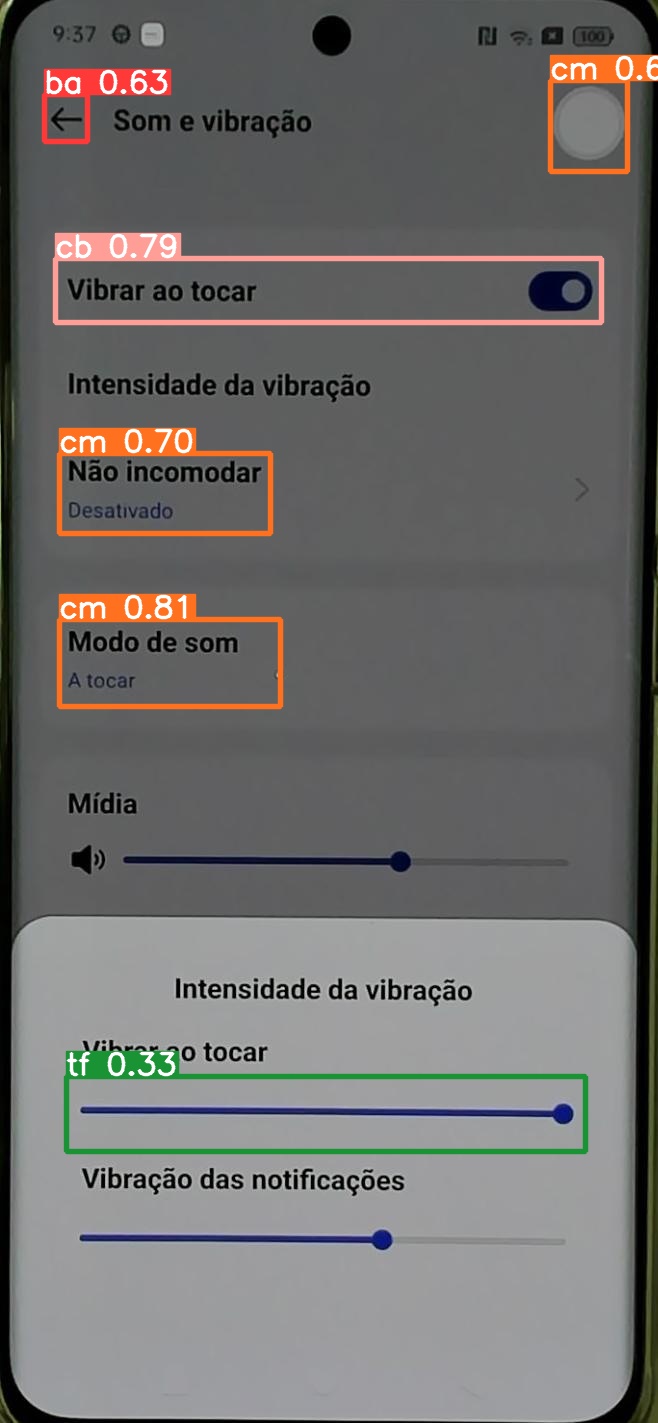 9:37
100
ba 0.63
cm 0.6
Som e vibração
cb 0.79
Vibrar ao tocar
Intensidade da vibração
cm 0.70
Não incomodar
Desativado
cm 0.81
Modo de som
A tocar
Mídia
Intensidade da vibração
Vibrar ao tocar
tf 0.33
Vibração das notificações